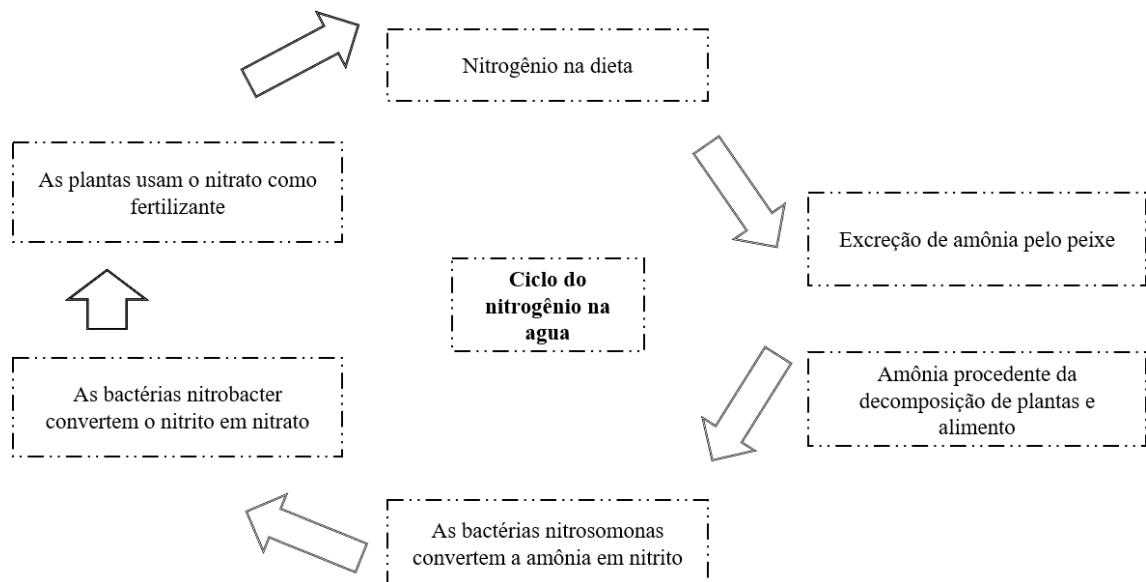 Nitrogênio na dieta
As plantas usam o nitrato como
fertilizante
Excreção de amônia pelo peixe
Ciclo do
nitrogênio na
agua
As bactérias nitrobacter
convertem o nitrito em nitrato
Amônia procedente da
decomposição de plantas e
alimento
As bactérias nitrosomonas
convertem a amônia em nitrito